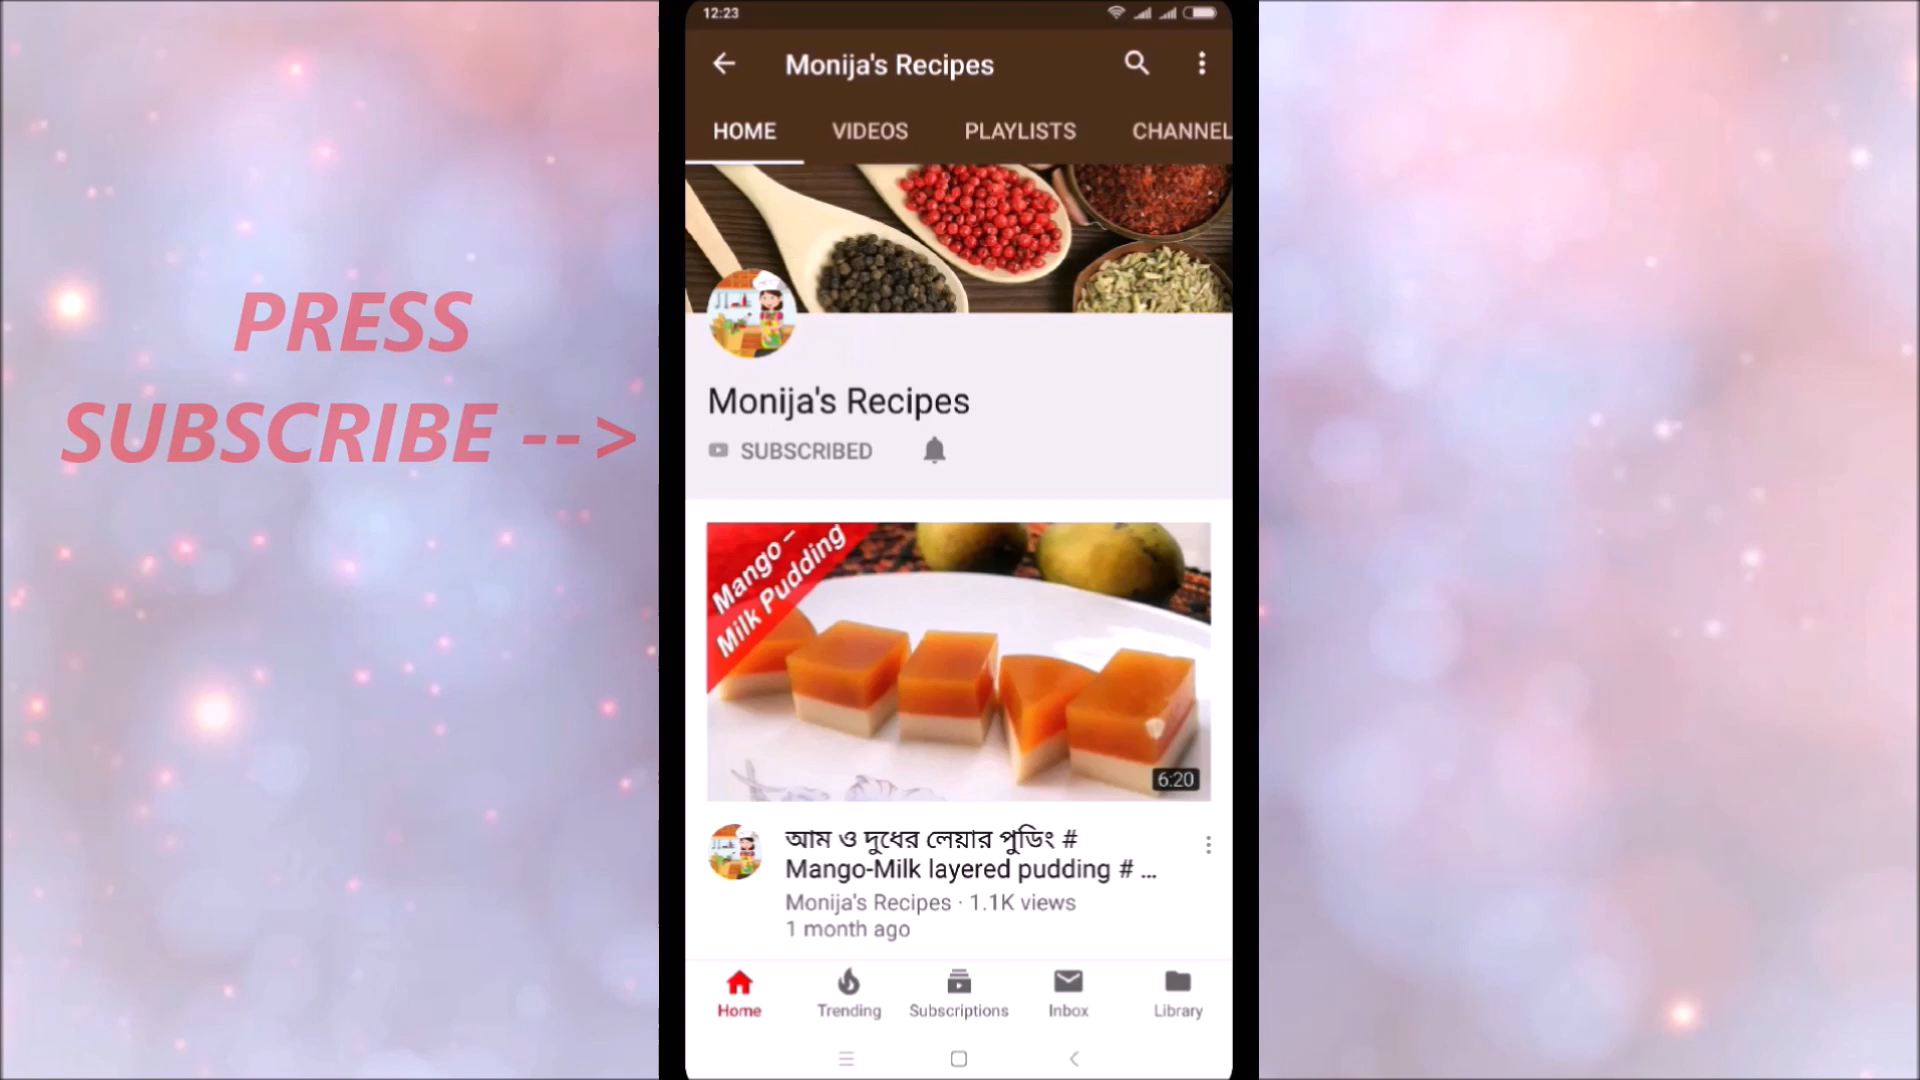 PRESS
SUBSCRIBE -->
12:23
Monija's Recipes
HOME VIDEOS PLAYLISTS CHANNEL
Monija's Recipes
SUBSCRIBED
Mango –
Milk Pudding
6:20
আম ও দুধের লেয়ার পুডিং #
Mango-Milk layered pudding # ...
Monija's Recipes · 1.1K views
1 month ago
Home Trending Subscriptions Inbox Library